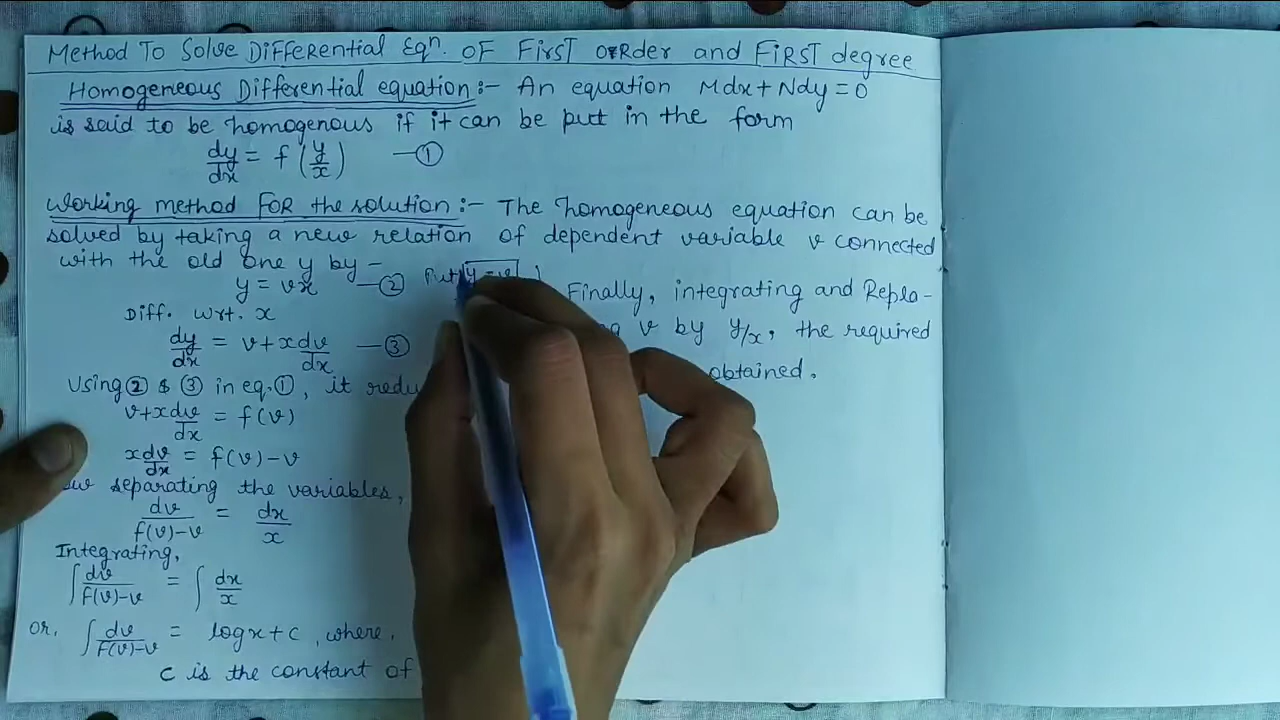 Method To Solve Differential Eqn. OF First ORder and First degree
Homogeneous Differential equation:- An equation Mdx + Ndy = 0
is said to be homogenous if it can be put in the form
dy/dx = f(y/x) —①
Working method FOR the solution:- The homogeneous equation can be
solved by taking a new relation of dependent variable v connected
with the old one y by -
y = vx —② Put
Diff. wrt. x
dy/dx = v + x dv/dx —③
Using ② & ③ in eq.①, it
v + x dv/dx = f(v)
x dv/dx = f(v) - v
separating the variables,
dv/f(v)-v = dx/x
Integrating,
∫ dv/f(v)-v = ∫ dx/x
or, ∫ dv/F(v)-v = log x + c, where,
c is the constant of
Finally, integrating and Repla-
v by y/x, the required
obtained.